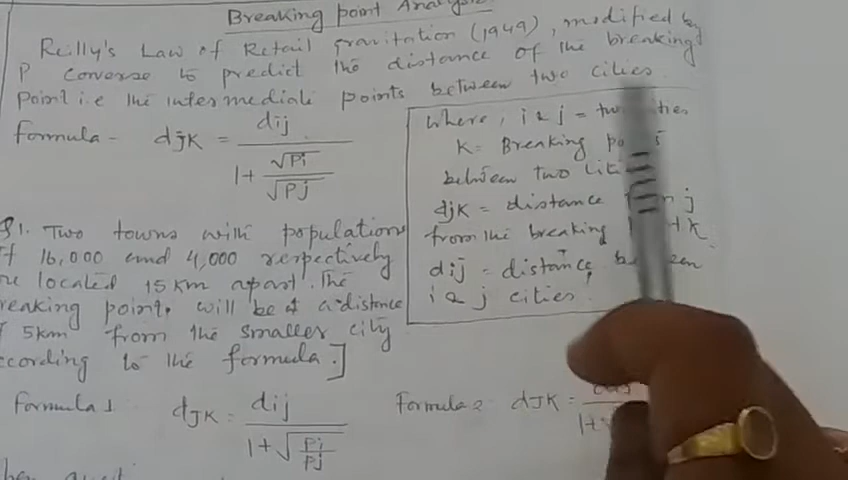 Breaking point Analysis
Reilly's Law of Retail gravitation (1949), modified by
P converse to predict the distance of the breaking
point i.e the intermediate points between two cities
formula - djk = dij / 1 + √Pi / √Pj
where, i & j = two cities
K = Breaking
between two
djk = distance j
from the breaking k
dij = distance between
i & j cities
§1. Two towns with populations
of 16,000 and 4,000 respectively
are located 15 km apart. The
breaking point, will be a distance
5km from the smaller city
according to the formula.]
formula 1 dJK = dij / 1 + √Pi / Pj
Formula 2 dJK =
1 + √